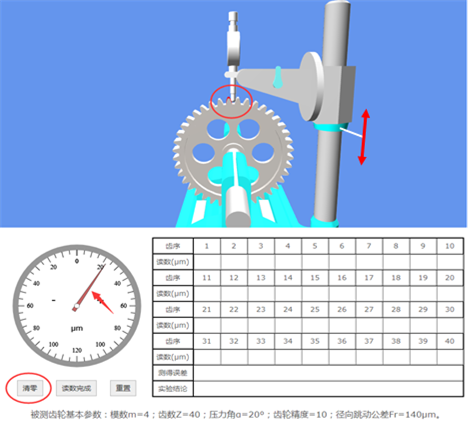 0
20 20
40 40
60 60
80 80
100 100
120 120
140
-
μm
清零 读数完成 重置
齿序 1 2 3 4 5 6 7 8 9 10
读数(μm)
齿序 11 12 13 14 15 16 17 18 19 20
读数(μm)
齿序 21 22 23 24 25 26 27 28 29 30
读数(μm)
齿序 31 32 33 34 35 36 37 38 39 40
读数(μm)
测得误差
实验结论
被测齿轮基本参数：模数m=4；齿数Z=40；压力角α=20º；齿轮精度=10；径向跳动公差Fr=140μm。